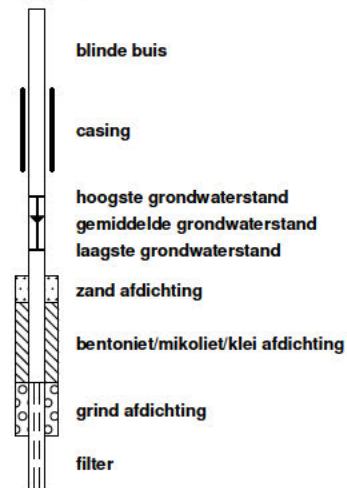 blinde buis
casing
hoogste grondwaterstand
gemiddelde grondwaterstand
laagste grondwaterstand
zand afdichting
bentoniet/mikoliet/klei afdichting
grind afdichting
filter